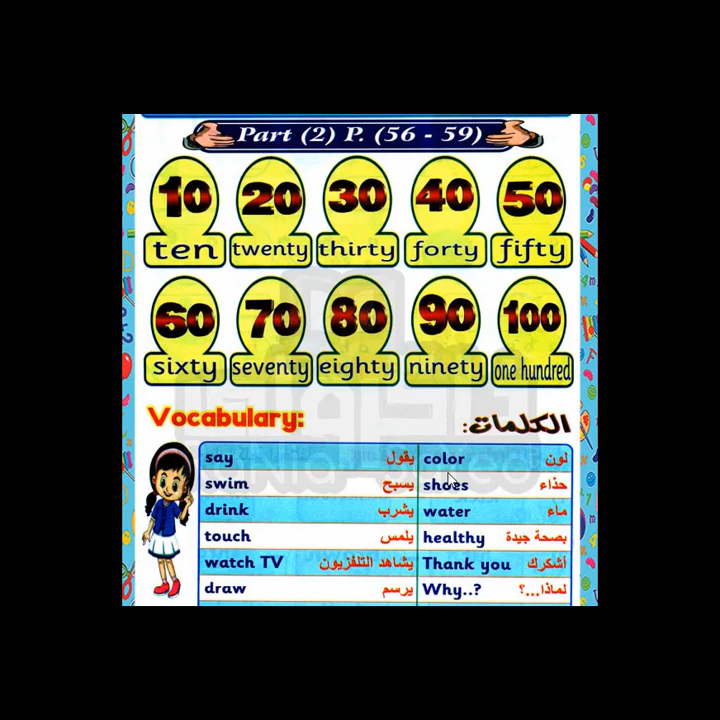 Part (2) P. (56 - 59)
10 20 30 40 50
ten twenty thirty forty fifty
60 70 80 90 100
sixty seventy eighty ninety one hundred
Vocabulary: الكلمات:
say يقول color لون
swim يسبح shoes حذاء
drink يشرب water ماء
touch يلمس healthy بصحة جيدة
watch TV يشاهد التلفزيون Thank you أشكرك
draw يرسم Why..? لماذا...؟